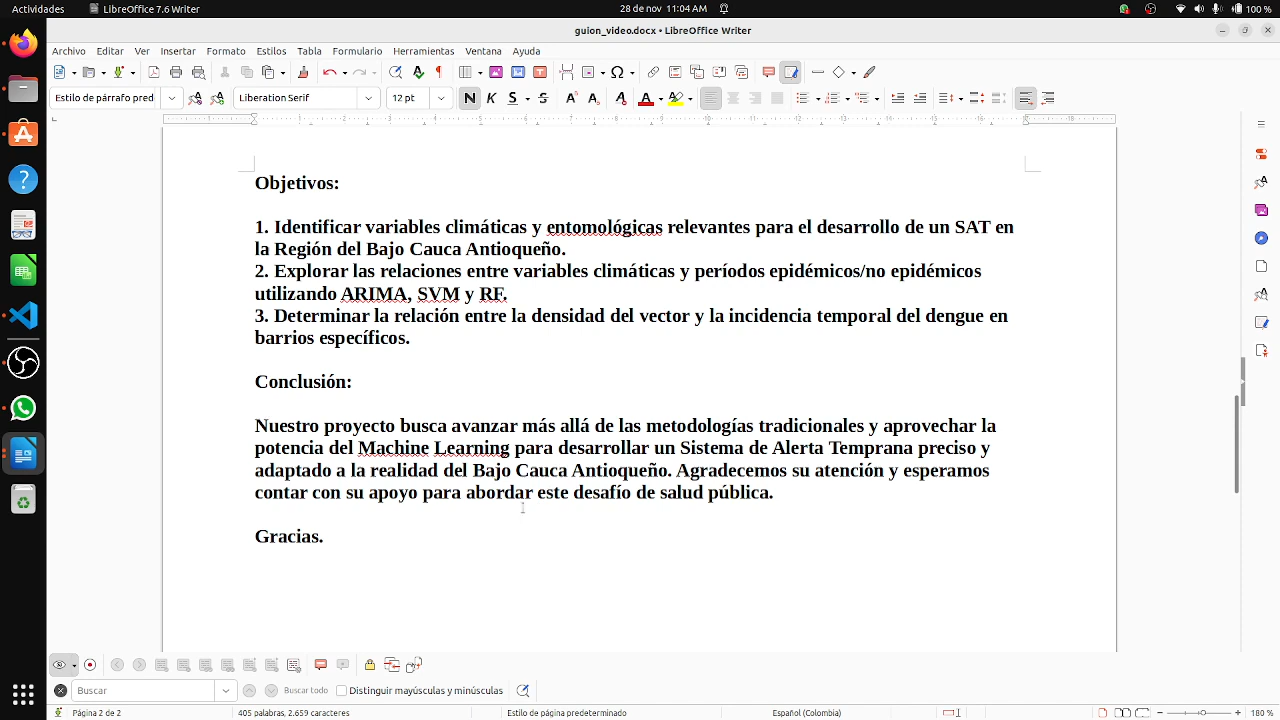 Actividades LibreOffice 7.6 Writer 28 de nov 11:04 AM 100 %
guion_video.docx • LibreOffice Writer
Archivo Editar Ver Insertar Formato Estilos Tabla Formulario Herramientas Ventana Ayuda
Estilo de párrafo pred Liberation Serif 12 pt
Objetivos:
1. Identificar variables climáticas y entomológicas relevantes para el desarrollo de un SAT en
la Región del Bajo Cauca Antioqueño.
2. Explorar las relaciones entre variables climáticas y períodos epidémicos/no epidémicos
utilizando ARIMA, SVM y RF.
3. Determinar la relación entre la densidad del vector y la incidencia temporal del dengue en
barrios específicos.
Conclusión:
Nuestro proyecto busca avanzar más allá de las metodologías tradicionales y aprovechar la
potencia del Machine Learning para desarrollar un Sistema de Alerta Temprana preciso y
adaptado a la realidad del Bajo Cauca Antioqueño. Agradecemos su atención y esperamos
contar con su apoyo para abordar este desafío de salud pública.
Gracias.
Buscar Buscar todo Distinguir mayúsculas y minúsculas
Página 2 de 2 405 palabras, 2.659 caracteres Estilo de página predeterminado Español (Colombia) 180 %